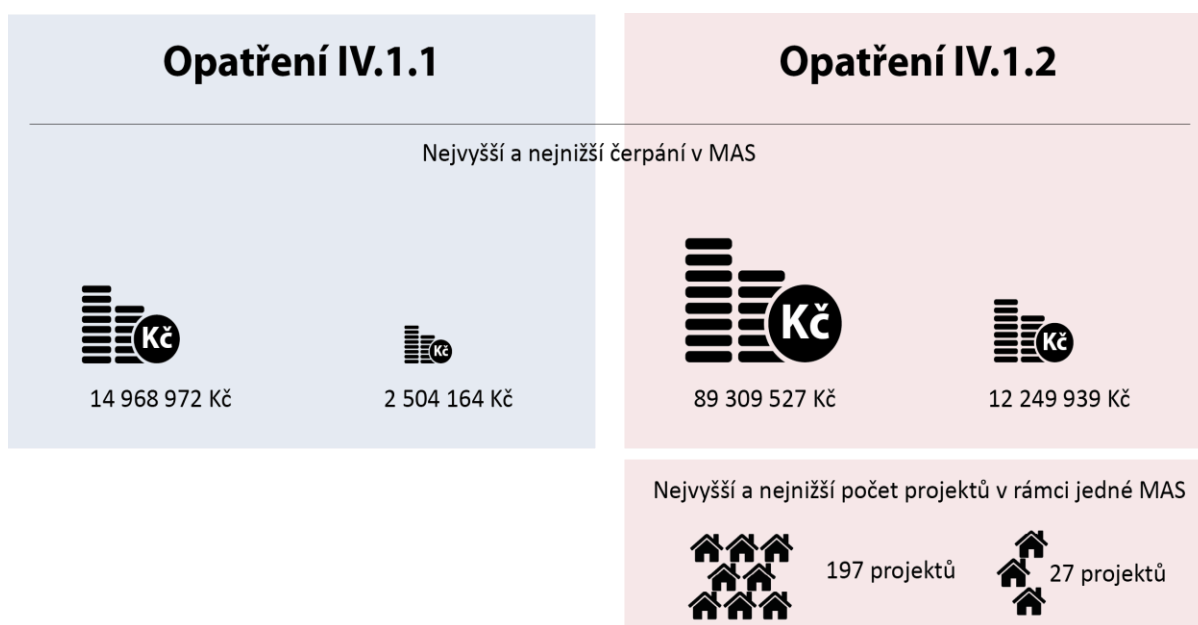 Opatření IV.1.1
Opatření IV.1.2
Nejvyšší a nejnižší čerpání v MAS
Kč
Kč
Kč
Kč
14 968 972 Kč
2 504 164 Kč
89 309 527 Kč
12 249 939 Kč
Nejvyšší a nejnižší počet projektů v rámci jedné MAS
197 projektů
27 projektů